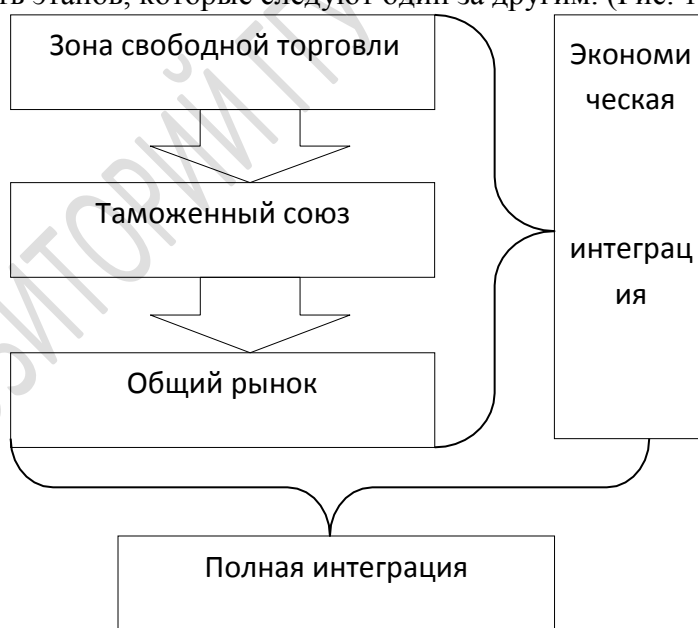 этапов, которые следуют один за другим. (Рис. 1
Зона свободной торговли
Таможенный союз
Общий рынок
Экономи
ческая
интеграц
ия
Полная интеграция